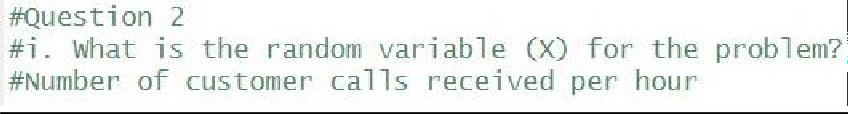 #Question 2
#i. What is the random variable (X) for the problem?
#Number of customer calls received per hour